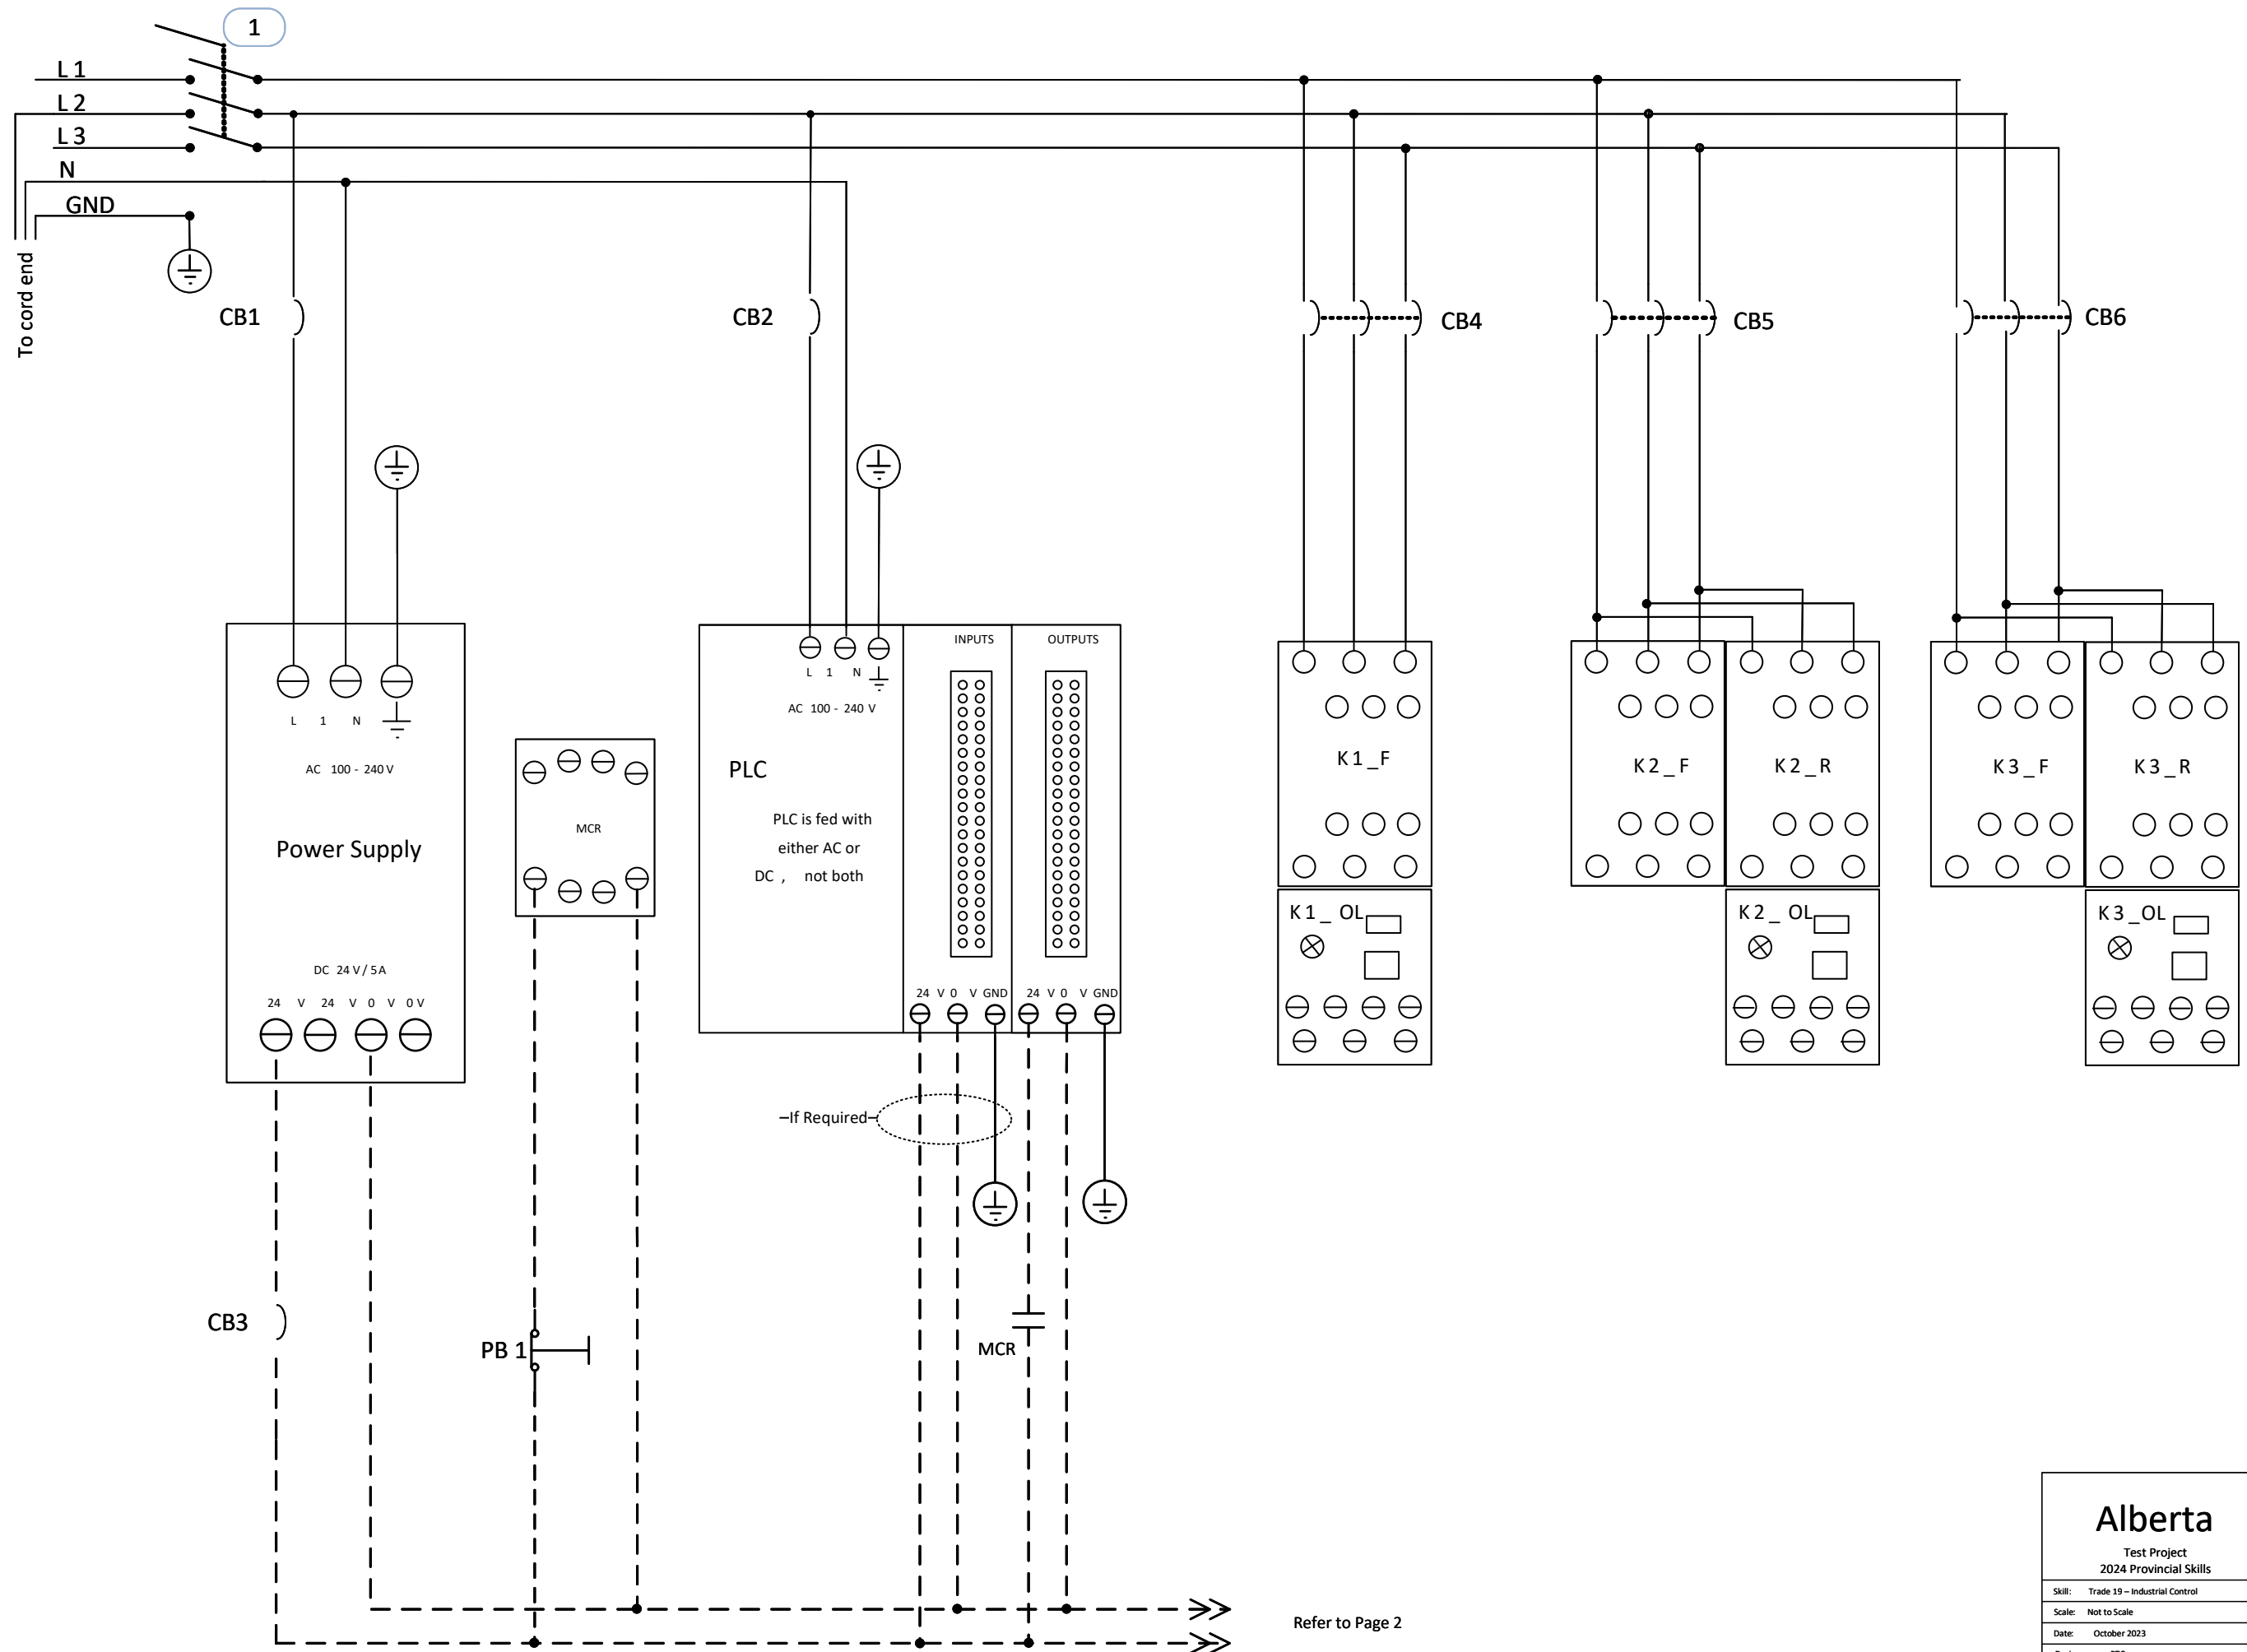 1
L 1
L 2
L 3
N
GND
To cord end
CB1
CB2
CB4
CB5
CB6
L 1 N
AC 100 - 240 V
Power Supply
DC 24 V / 5 A
24 V 24 V 0 V 0 V
MCR
INPUTS
OUTPUTS
L 1 N
AC 100 - 240 V
PLC
PLC is fed with
either AC or
DC , not both
24 V 0 V GND
24 V 0 V GND
K 1 _ F
K 2 _ F
K 2 _ R
K 3 _ F
K 3 _ R
K 1 _ OL
K 2 _ OL
K 3 _ OL
If Required
CB3
PB 1
MCR
Refer to Page 2
Alberta
Test Project
2024 Provincial Skills
Skill: Trade 19 – Industrial Control
Scale: Not to Scale
Date: October 2023